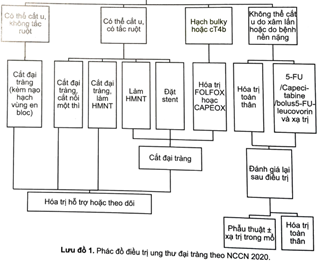 Có thể cắt u,
không tắc
ruột
Có thể cắt u,
có tắc ruột
Hạch bulky
hoặc cT4b
Không thể cắt
u do xâm lấn
hoặc do bệnh
nền nặng
Cắt đại
tràng
(kèm nạo
hạch
vùng en
bloc)
Cắt đại
tràng,
cắt nối
một thì
Cắt đại
tràng,
làm
HMNT
Làm
HMNT
Đặt
stent
Hóa trị
FOLFOX
hoặc
CAPEOX
Hóa trị
toàn
thân
5-FU
/Capeci-
tabine
/bolus5-FU-
leucovorin
và xạ trị
Cắt đại tràng
Đánh giá lại
sau điều trị
Hóa trị hỗ trợ hoặc theo dõi
Phẫu thuật ±
xạ trị trong mổ
Hóa trị
toàn
thân
Lưu đồ 1. Phác đồ điều trị ung thư đại tràng theo NCCN 2020.